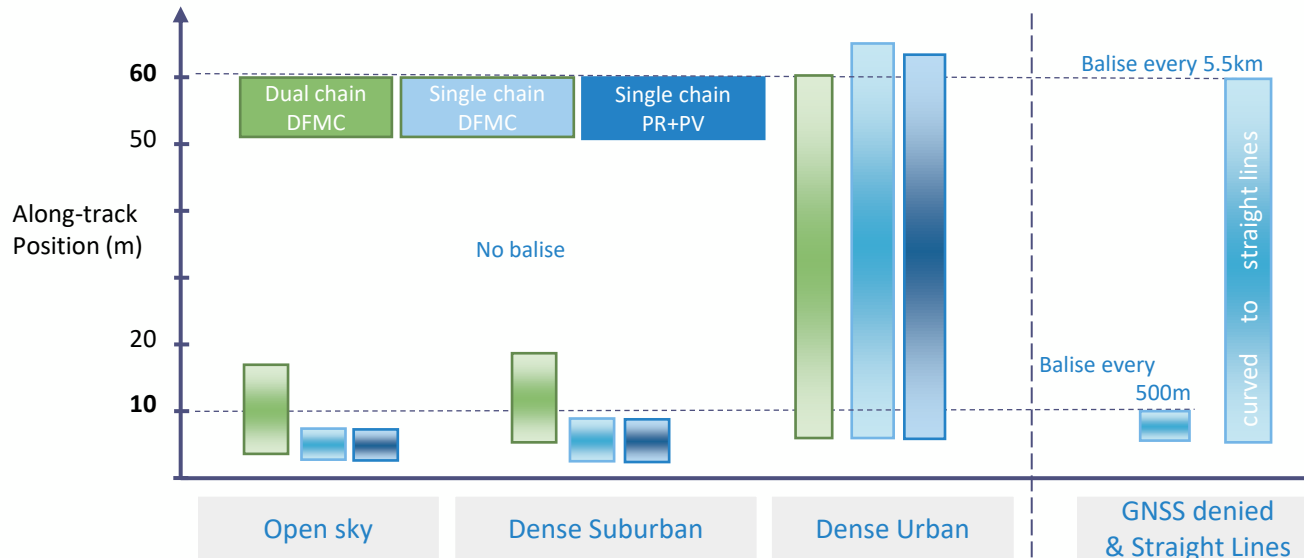 60
50
20
10
Along-track
Position (m)
Dual chain
DFMC
Single chain
DFMC
Single chain
PR+PV
No balise
Balise every 5.5km
Balise every
500m
curved to straight lines
Open sky
Dense Suburban
Dense Urban
GNSS denied
& Straight Lines